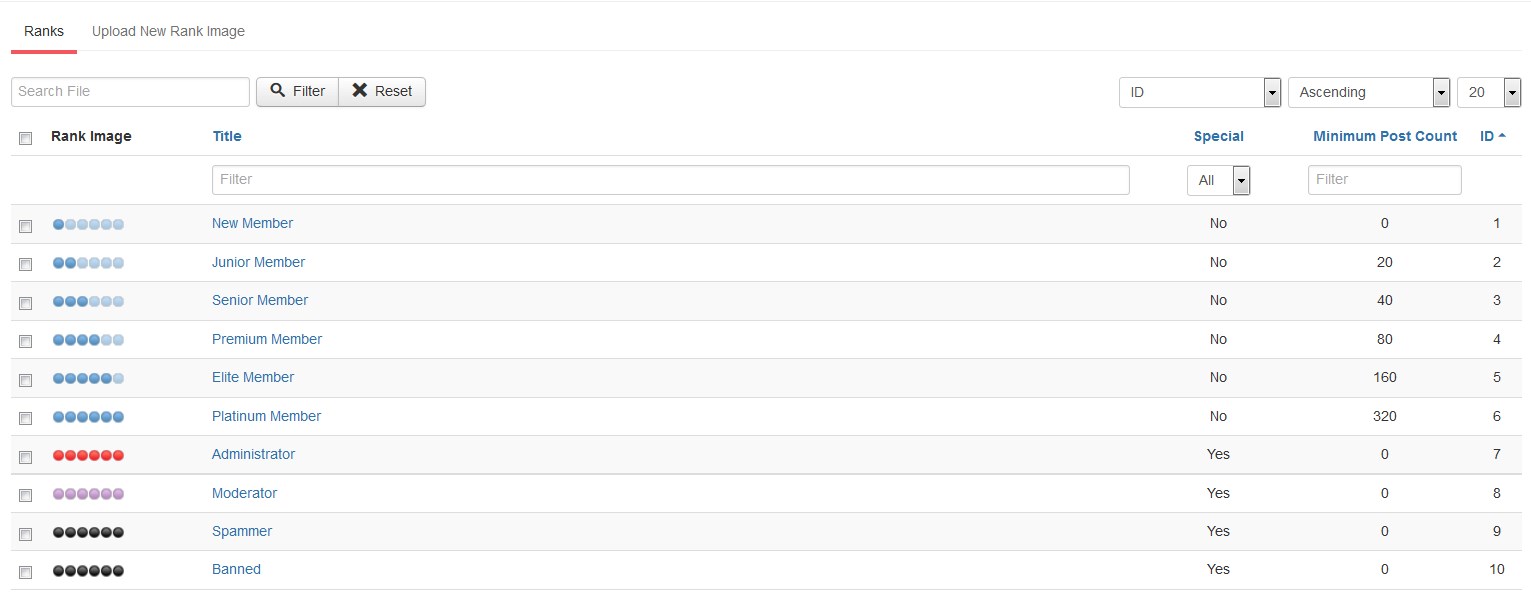 Ranks Upload New Rank Image
Search File Filter Reset ID Ascending 20
Rank Image Title Special Minimum Post Count ID
Filter All Filter
New Member No 0 1
Junior Member No 20 2
Senior Member No 40 3
Premium Member No 80 4
Elite Member No 160 5
Platinum Member No 320 6
Administrator Yes 0 7
Moderator Yes 0 8
Spammer Yes 0 9
Banned Yes 0 10